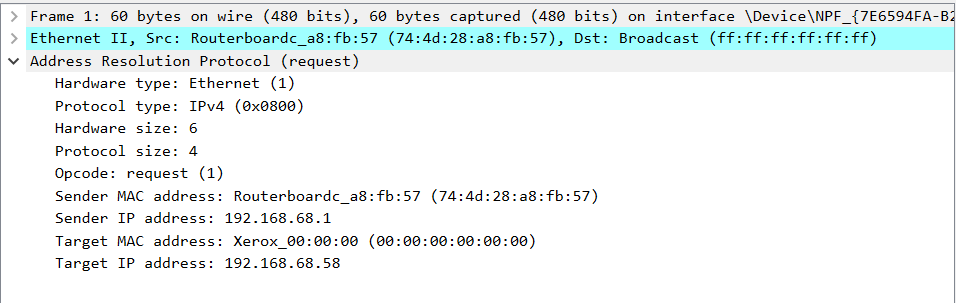 Frame 1: 60 bytes on wire (480 bits), 60 bytes captured (480 bits) on interface \Device\NPF_{7E6594FA-B2
Ethernet II, Src: Routerboardc_a8:fb:57 (74:4d:28:a8:fb:57), Dst: Broadcast (ff:ff:ff:ff:ff:ff)
Address Resolution Protocol (request)
Hardware type: Ethernet (1)
Protocol type: IPv4 (0x0800)
Hardware size: 6
Protocol size: 4
Opcode: request (1)
Sender MAC address: Routerboardc_a8:fb:57 (74:4d:28:a8:fb:57)
Sender IP address: 192.168.68.1
Target MAC address: Xerox_00:00:00 (00:00:00:00:00:00)
Target IP address: 192.168.68.58